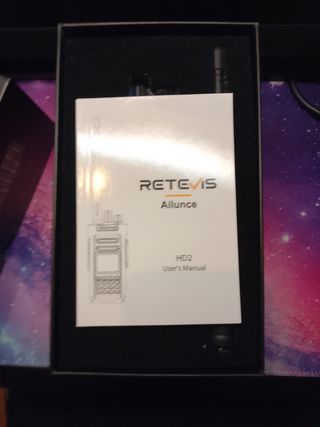 RETEVIS
Ailunce
HD2
User's Manual